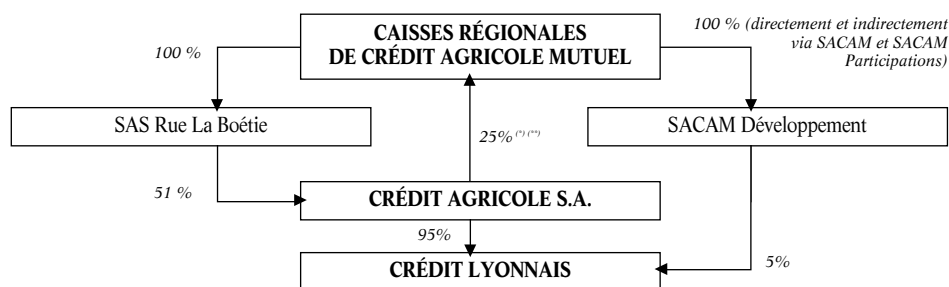 CAISSES RÉGIONALES
DE CRÉDIT AGRICOLE MUTUEL
100 %
100 % (directement et indirectement
via SACAM et SACAM
Participations)
SAS Rue La Boétie
25% (*) (**)
SACAM Développement
51 %
CRÉDIT AGRICOLE S.A.
95%
CRÉDIT LYONNAIS
5%